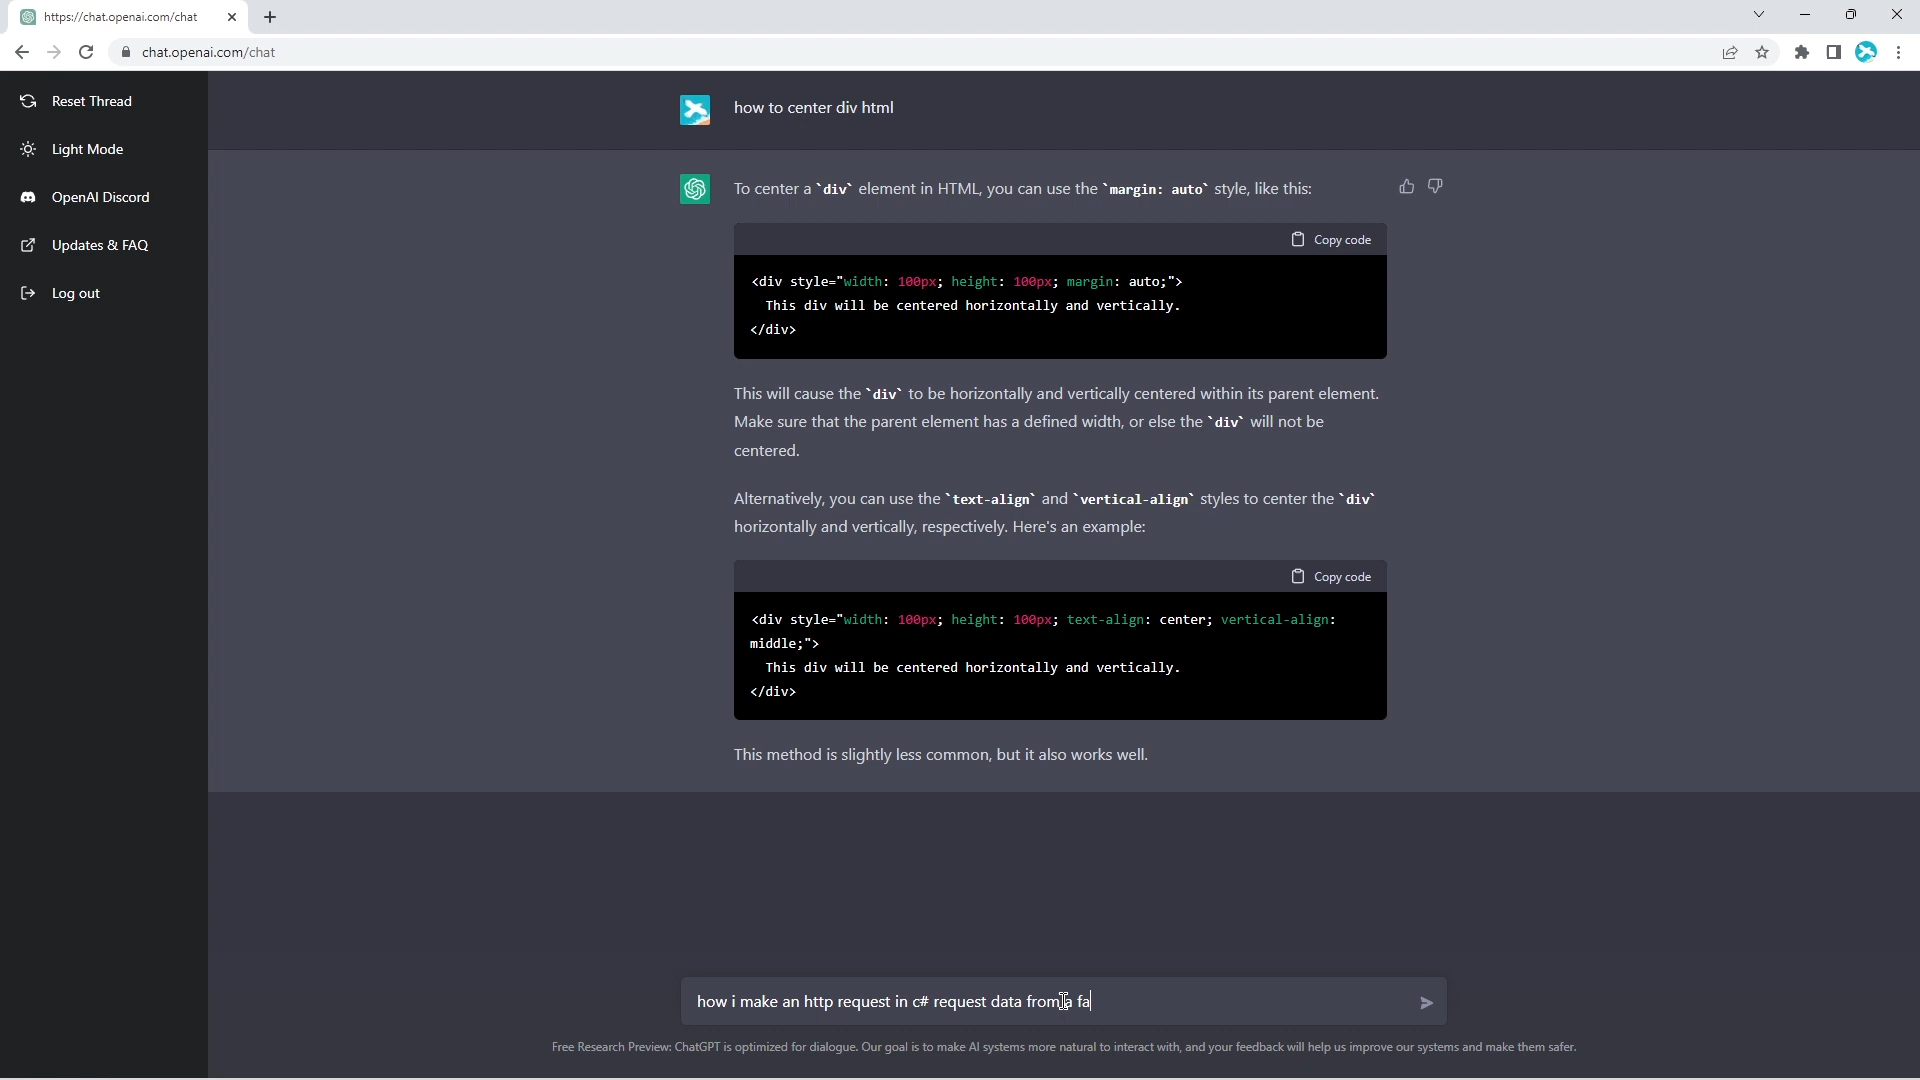 https://chat.openai.com/chat
chat.openai.com/chat
Reset Thread
Light Mode
OpenAI Discord
Updates & FAQ
Log out
how to center div html
To center a `div` element in HTML, you can use the `margin: auto` style, like this:
Copy code
<div style="width: 100px; height: 100px; margin: auto;">
  This div will be centered horizontally and vertically.
</div>
This will cause the `div` to be horizontally and vertically centered within its parent element.
Make sure that the parent element has a defined width, or else the `div` will not be
centered.
Alternatively, you can use the `text-align` and `vertical-align` styles to center the `div`
horizontally and vertically, respectively. Here's an example:
Copy code
<div style="width: 100px; height: 100px; text-align: center; vertical-align:
middle;">
  This div will be centered horizontally and vertically.
</div>
This method is slightly less common, but it also works well.
how i make an http request in c# request data from a fa
Free Research Preview: ChatGPT is optimized for dialogue. Our goal is to make AI systems more natural to interact with, and your feedback will help us improve our systems and make them safer.